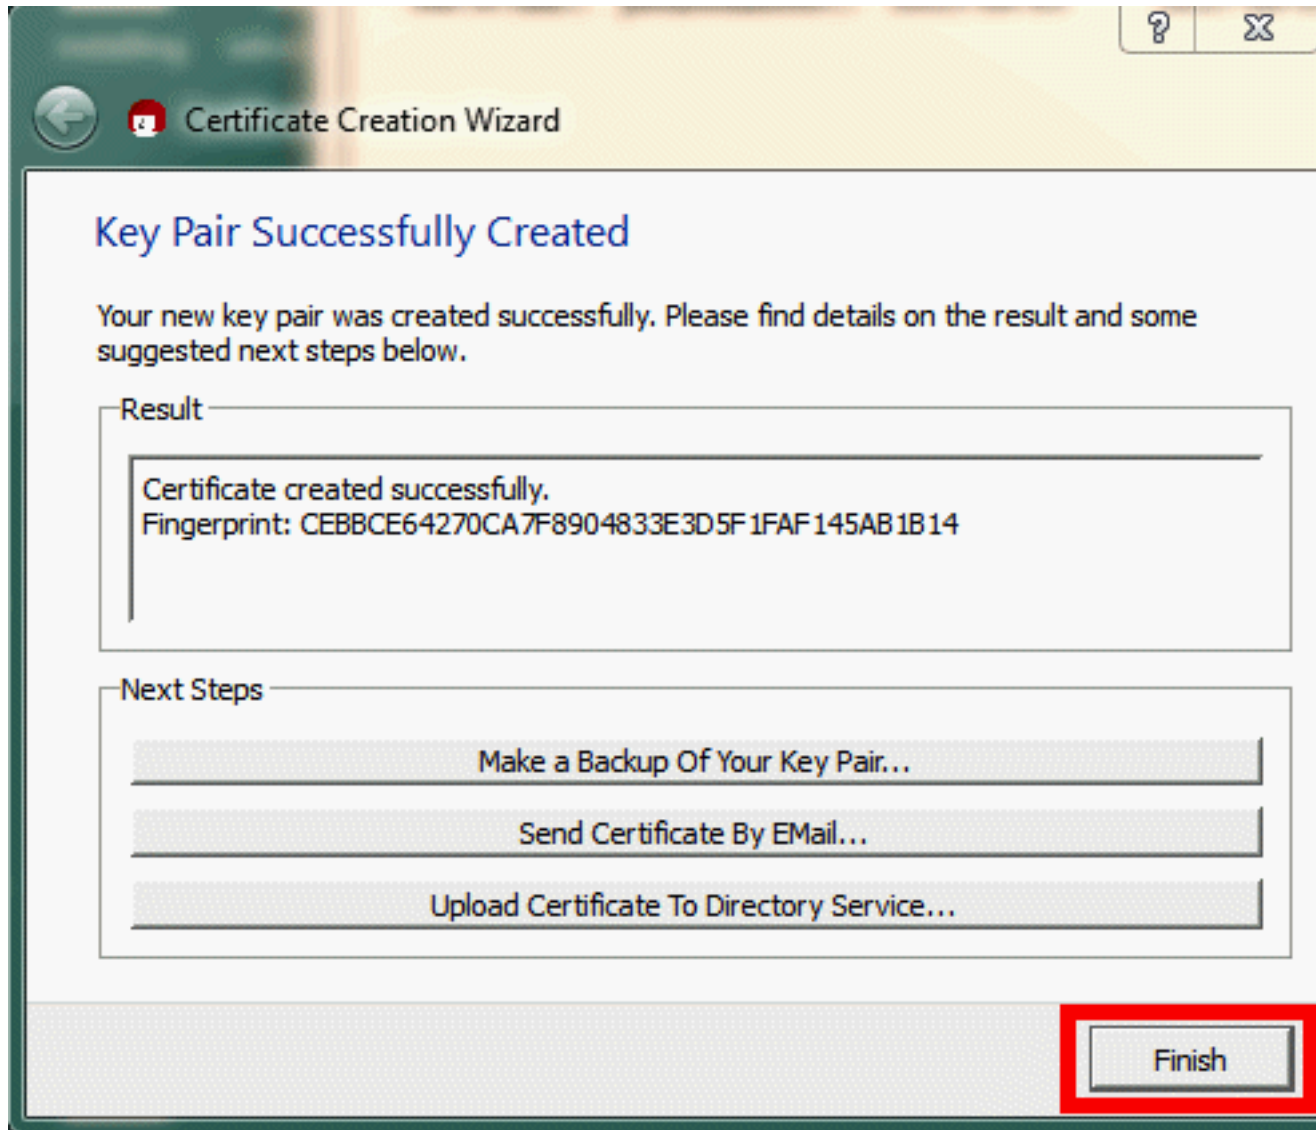 Certificate Creation Wizard
Key Pair Successfully Created
Your new key pair was created successfully. Please find details on the result and some
suggested next steps below.
Result
Certificate created successfully.
Fingerprint: CEBBCE64270CA7F8904833E3D5F1FAF145AB1B14
Next Steps
Make a Backup Of Your Key Pair...
Send Certificate By EMail...
Upload Certificate To Directory Service...
Finish